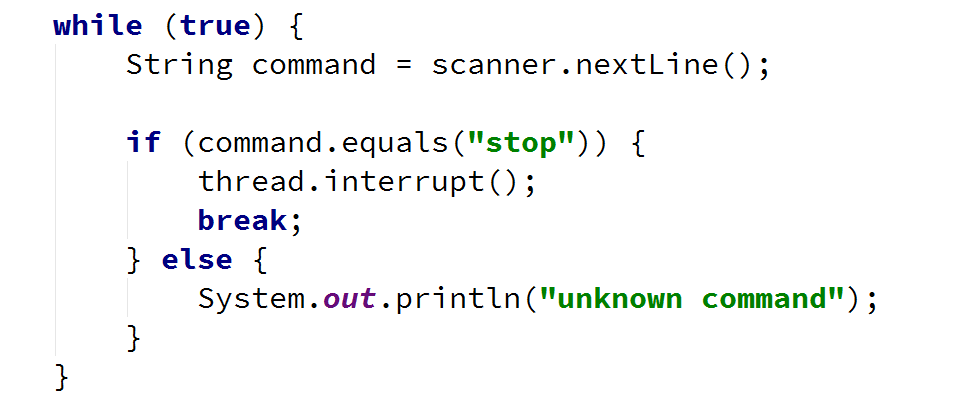 while (true) {
    String command = scanner.nextLine();

    if (command.equals("stop")) {
        thread.interrupt();
        break;
    } else {
        System.out.println("unknown command");
    }
}